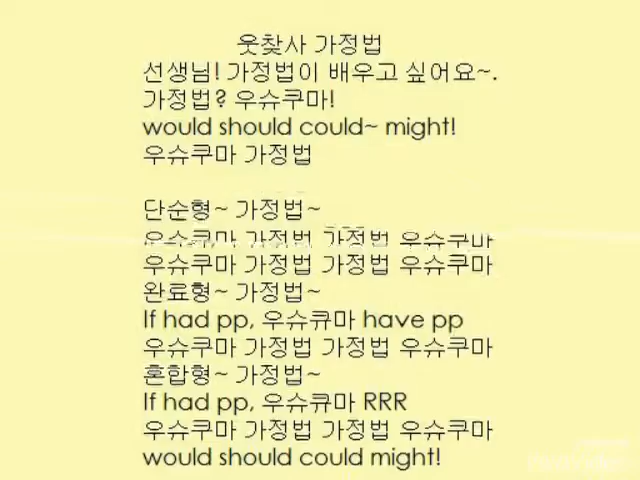 웃찾사 가정법
선생님! 가정법이 배우고 싶어요~.
가정법? 우슈쿠마!
would should could~ might!
우슈쿠마 가정법
단순형~ 가정법~
우슈쿠마 가정법 가정법 우슈쿠마
우슈쿠마 가정법 가정법 우슈쿠마
완료형~ 가정법~
If had pp, 우슈큐마 have pp
우슈쿠마 가정법 가정법 우슈쿠마
혼합형~ 가정법~
If had pp, 우슈큐마 RRR
우슈쿠마 가정법 가정법 우슈쿠마
would should could might!